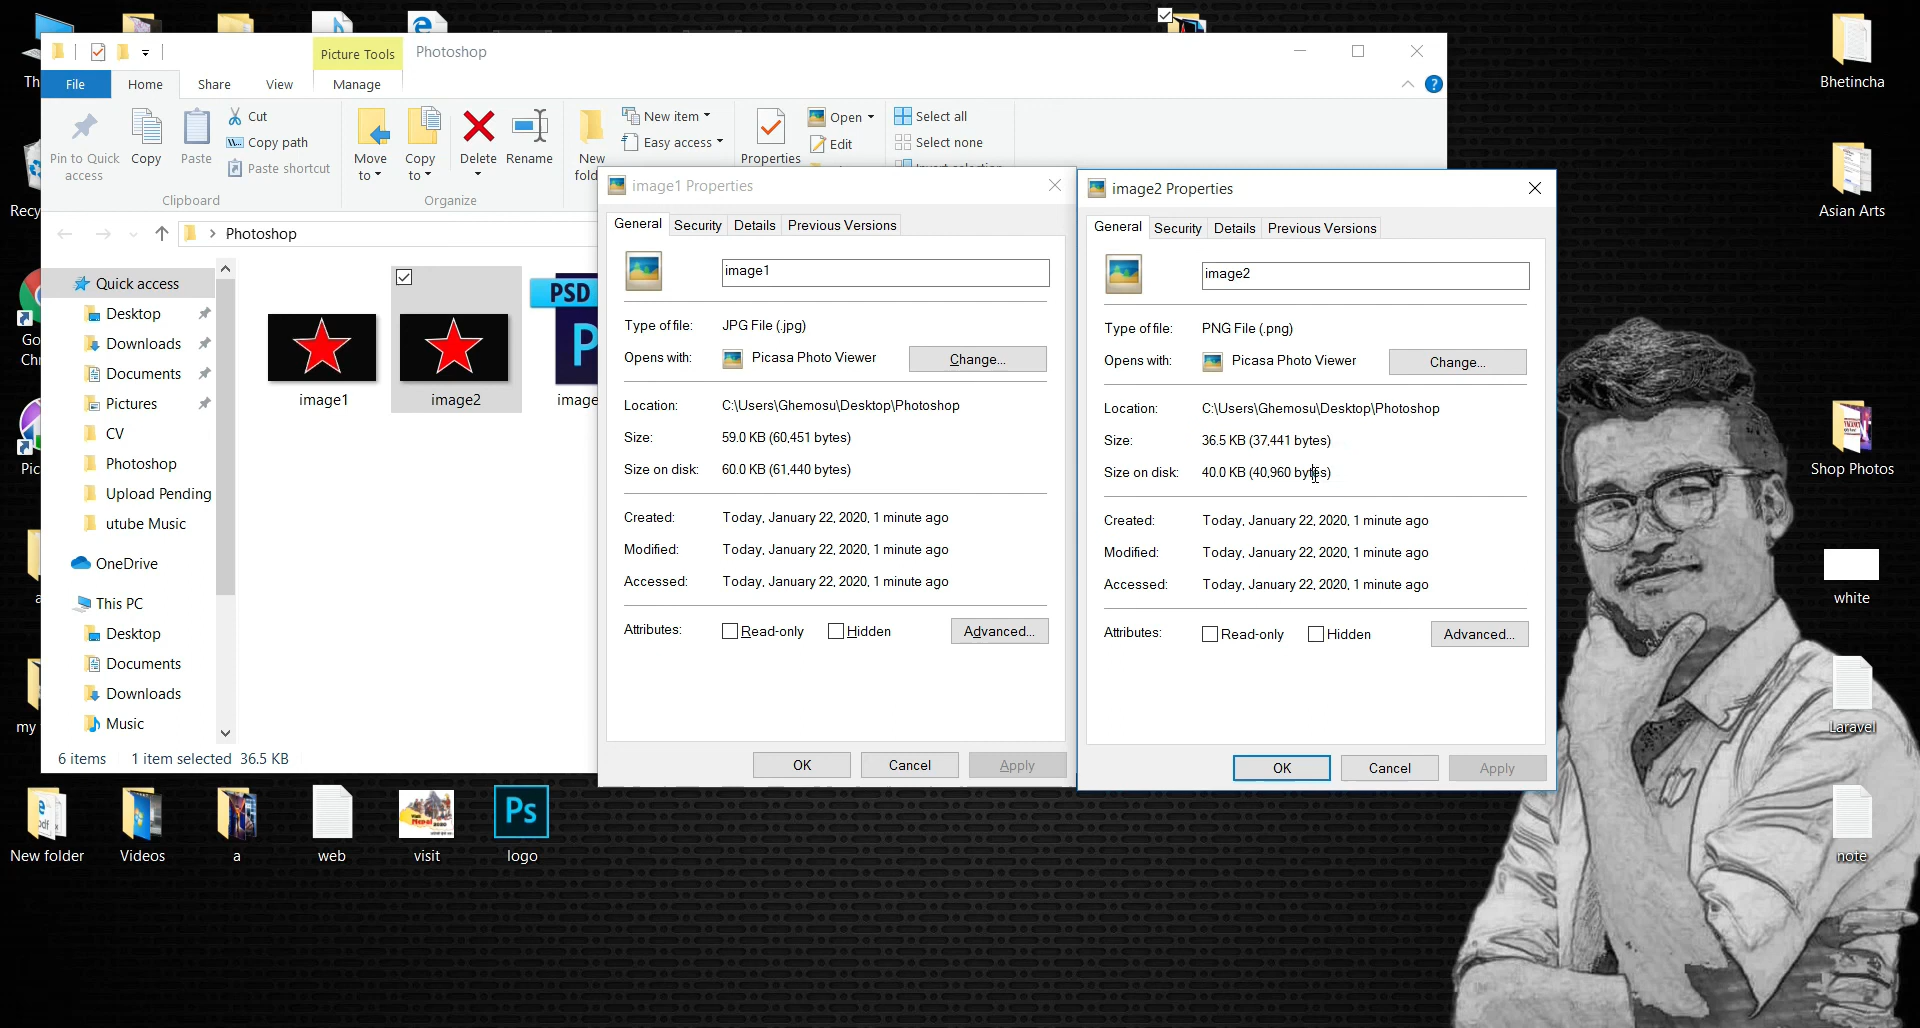 Picture Tools
Photoshop
File
Home
Share
View
Manage
Pin to Quick access
Copy
Paste
Cut
Copy path
Paste shortcut
Clipboard
Move to
Copy to
Delete
Rename
Organize
New
New item
Easy access
Properties
Open
Edit
Select all
Select none
Photoshop
Quick access
Desktop
Downloads
Documents
Pictures
CV
Photoshop
Upload Pending
utube Music
OneDrive
This PC
Desktop
Documents
Downloads
Music
image1
image2
PSD
6 items
1 item selected 36.5 KB
image1 Properties
General
Security
Details
Previous Versions
image1
Type of file: JPG File (.jpg)
Opens with: Picasa Photo Viewer
Change...
Location: C:\Users\Ghemosu\Desktop\Photoshop
Size: 59.0 KB (60,451 bytes)
Size on disk: 60.0 KB (61,440 bytes)
Created: Today, January 22, 2020, 1 minute ago
Modified: Today, January 22, 2020, 1 minute ago
Accessed: Today, January 22, 2020, 1 minute ago
Attributes: Read-only Hidden
Advanced...
OK
Cancel
Apply
image2 Properties
General
Security
Details
Previous Versions
image2
Type of file: PNG File (.png)
Opens with: Picasa Photo Viewer
Change...
Location: C:\Users\Ghemosu\Desktop\Photoshop
Size: 36.5 KB (37,441 bytes)
Size on disk: 40.0 KB (40,960 bytes)
Created: Today, January 22, 2020, 1 minute ago
Modified: Today, January 22, 2020, 1 minute ago
Accessed: Today, January 22, 2020, 1 minute ago
Attributes: Read-only Hidden
Advanced...
OK
Cancel
Apply
Bhetincha
Asian Arts
Shop Photos
white
Laravel
note
my
New folder
Videos
a
web
visit
Ps
logo